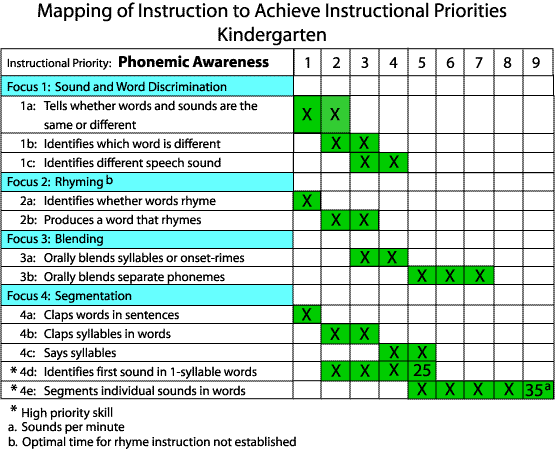 Mapping of Instruction to Achieve Instructional Priorities
Kindergarten
Instructional Priority: Phonemic Awareness 1 2 3 4 5 6 7 8 9
Focus 1: Sound and Word Discrimination
1a: Tells whether words and sounds are the
same or different X X
1b: Identifies which word is different X X
1c: Identifies different speech sound X X
Focus 2: Rhyming b
2a: Identifies whether words rhyme X
2b: Produces a word that rhymes X X
Focus 3: Blending
3a: Orally blends syllables or onset-rimes X X
3b: Orally blends separate phonemes X X X
Focus 4: Segmentation
4a: Claps words in sentences X
4b: Claps syllables in words X X
4c: Says syllables X X
* 4d: Identifies first sound in 1-syllable words X X X 25
* 4e: Segments individual sounds in words X X X X 35a
* High priority skill
a. Sounds per minute
b. Optimal time for rhyme instruction not established